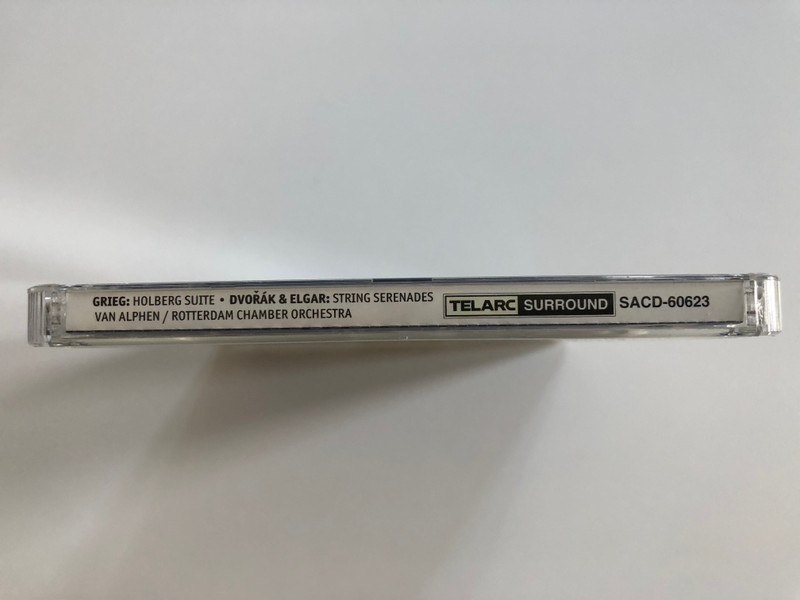 GRIEG: HOLBERG SUITE • DVOŘÁK & ELGAR: STRING SERENADES
VAN ALPHEN / ROTTERDAM CHAMBER ORCHESTRA
TELARC SURROUND SACD-60623